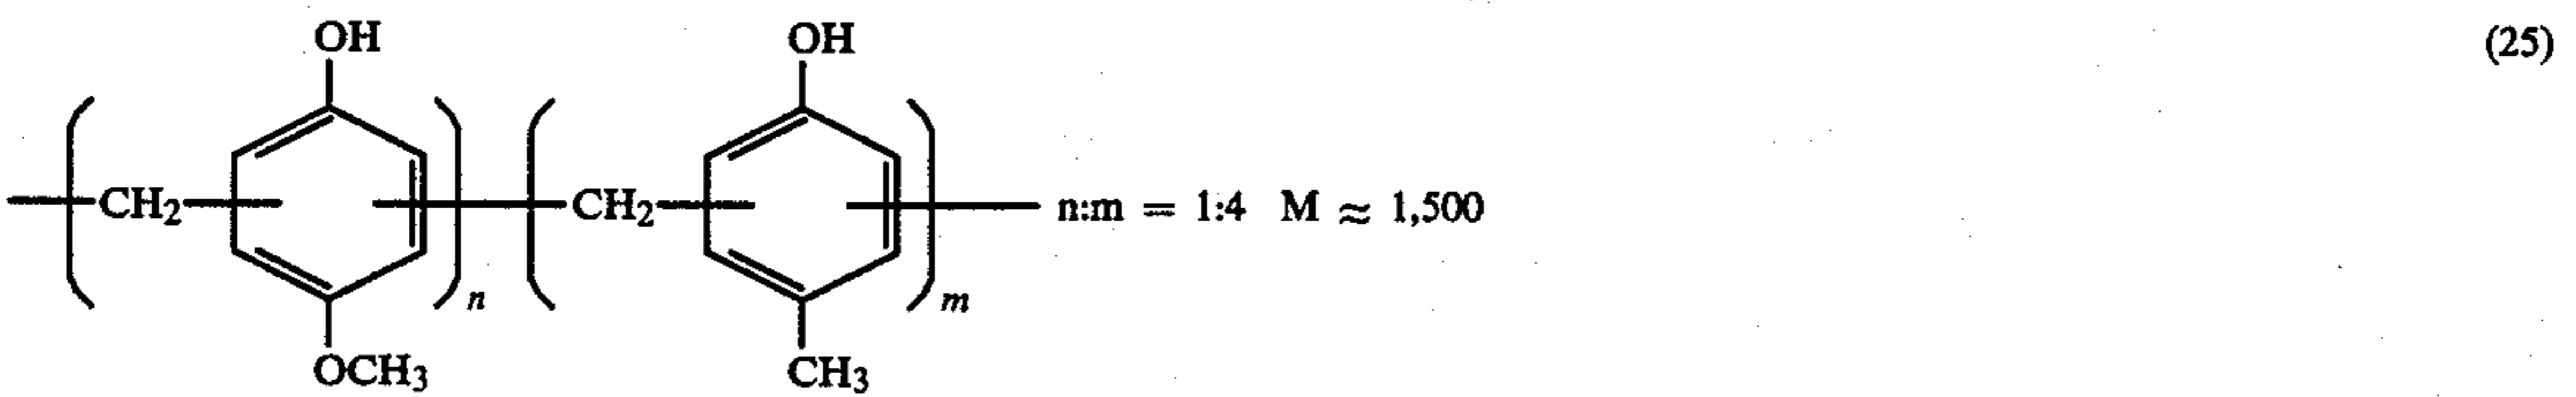 OH OH (25)
CH2 n CH2 m n:m = 1:4 M ≈ 1,500
OCH3 CH3